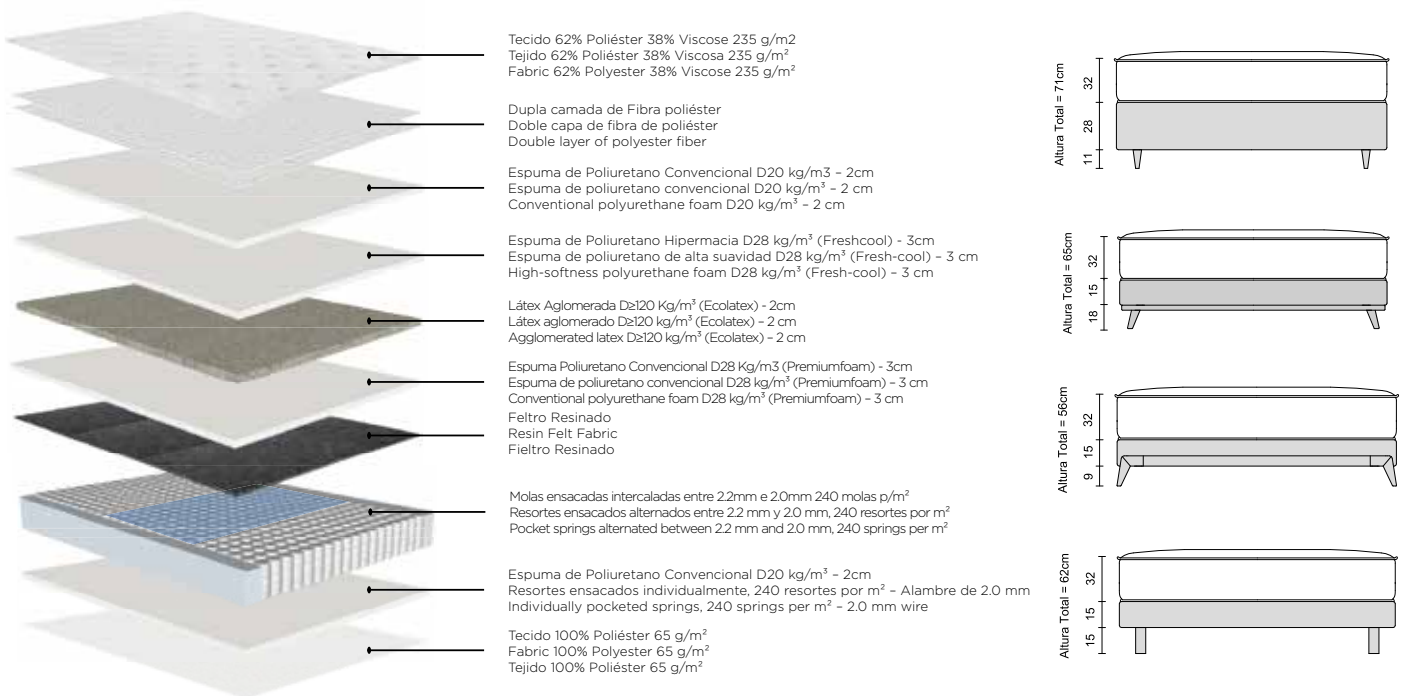 Tecido 62% Poliéster 38% Viscose 235 g/m2
Tejido 62% Poliéster 38% Viscosa 235 g/m²
Fabric 62% Polyester 38% Viscose 235 g/m²
Dupla camada de Fibra poliéster
Doble capa de fibra de poliéster
Double layer of polyester fiber
Espuma de Poliuretano Convencional D20 kg/m3 – 2cm
Espuma de poliuretano convencional D20 kg/m³ – 2 cm
Conventional polyurethane foam D20 kg/m³ – 2 cm
Espuma de Poliuretano Hipermacia D28 kg/m³ (Freshcool) - 3cm
Espuma de poliuretano de alta suavidad D28 kg/m³ (Fresh-cool) – 3 cm
High-softness polyurethane foam D28 kg/m³ (Fresh-cool) – 3 cm
Látex Aglomerada D≥120 Kg/m³ (Ecolatex) - 2cm
Látex aglomerado D≥120 kg/m³ (Ecolatex) – 2 cm
Agglomerated latex D≥120 kg/m³ (Ecolatex) – 2 cm
Espuma Poliuretano Convencional D28 Kg/m3 (Premiumfoam) - 3cm
Espuma de poliuretano convencional D28 kg/m³ (Premiumfoam) – 3 cm
Conventional polyurethane foam D28 kg/m³ (Premiumfoam) – 3 cm
Feltro Resinado
Resin Felt Fabric
Fieltro Resinado
Molas ensacadas intercaladas entre 2.2mm e 2.0mm 240 molas p/m²
Resortes ensacados alternados entre 2.2 mm y 2.0 mm, 240 resortes por m²
Pocket springs alternated between 2.2 mm and 2.0 mm, 240 springs per m²
Espuma de Poliuretano Convencional D20 kg/m³ – 2cm
Resortes ensacados individualmente, 240 resortes por m² – Alambre de 2.0 mm
Individually pocketed springs, 240 springs per m² – 2.0 mm wire
Tecido 100% Poliéster 65 g/m²
Fabric 100% Polyester 65 g/m²
Tejido 100% Poliéster 65 g/m²
Altura Total = 71cm
32
28
11
Altura Total = 65cm
32
15
18
Altura Total = 56cm
32
15
9
Altura Total = 62cm
32
15
15